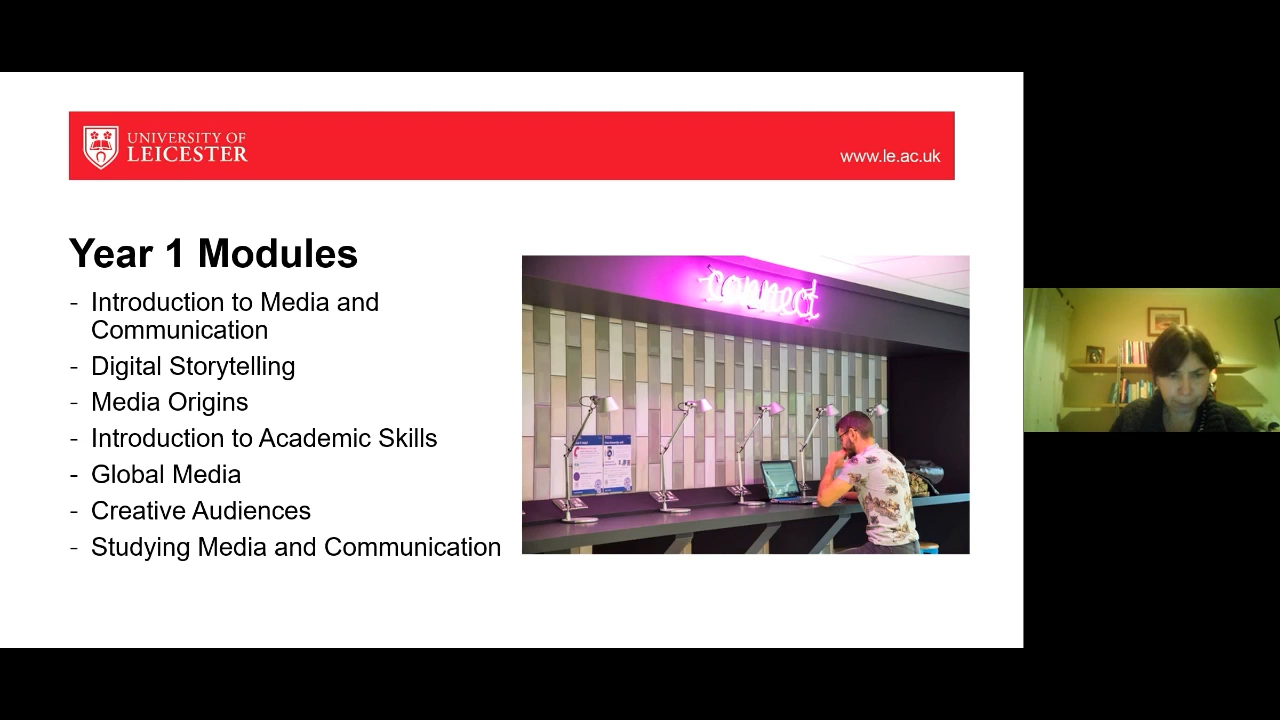 UNIVERSITY OF
LEICESTER
www.le.ac.uk
Year 1 Modules
- Introduction to Media and
Communication
- Digital Storytelling
- Media Origins
- Introduction to Academic Skills
- Global Media
- Creative Audiences
- Studying Media and Communication
connect